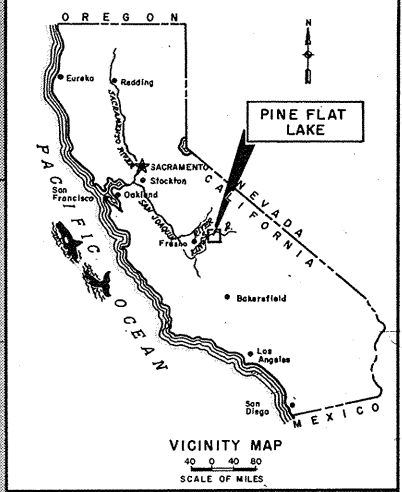 OREGON
N
Eureka
Redding
SACRAMENTO RIVER
PINE FLAT
LAKE
SACRAMENTO
Stockton
San
Francisco
Oakland
SAN JOAQUIN
NEVADA
CALIFORNIA
Fresno
R.
PACIFIC OCEAN
Bakersfield
Los
Angeles
San
Diego
MEXICO
VICINITY MAP
40 0 40 80
SCALE OF MILES